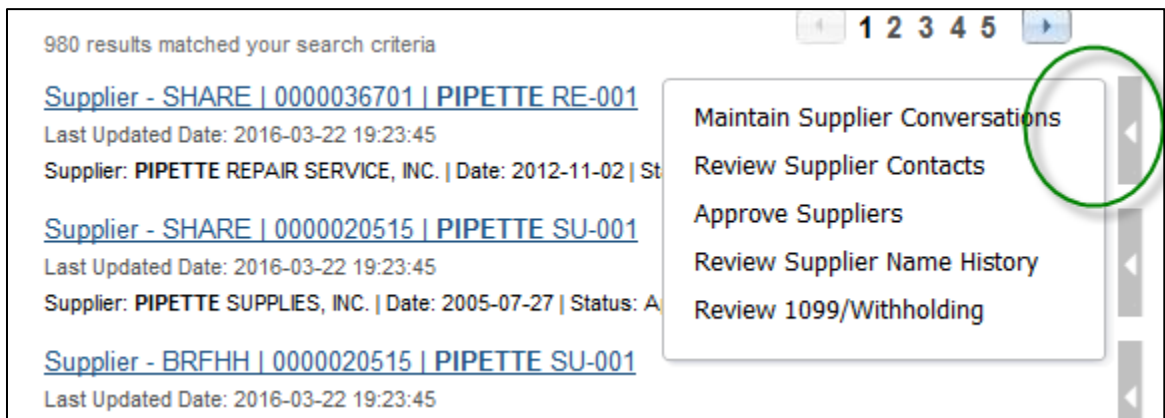 980 results matched your search criteria
1 2 3 4 5
Supplier - SHARE | 0000036701 | PIPETTE RE-001
Last Updated Date: 2016-03-22 19:23:45
Supplier: PIPETTE REPAIR SERVICE, INC. | Date: 2012-11-02 | St
Supplier - SHARE | 0000020515 | PIPETTE SU-001
Last Updated Date: 2016-03-22 19:23:45
Supplier: PIPETTE SUPPLIES, INC. | Date: 2005-07-27 | Status: A
Supplier - BRFHH | 0000020515 | PIPETTE SU-001
Last Updated Date: 2016-03-22 19:23:45
Maintain Supplier Conversations
Review Supplier Contacts
Approve Suppliers
Review Supplier Name History
Review 1099/Withholding